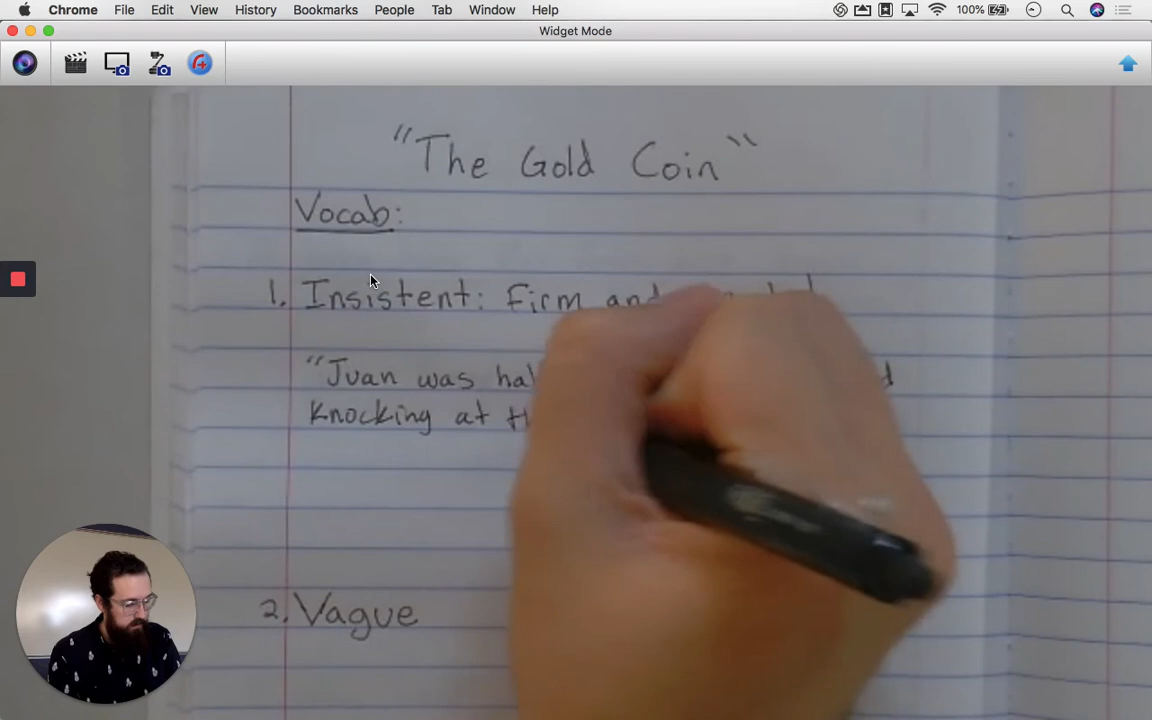 Chrome File Edit View History Bookmarks People Tab Window Help 100%
Widget Mode
"The Gold Coin"
Vocab:
1. Insistent: Firm and
"Juan was
Knocking at
2. Vague